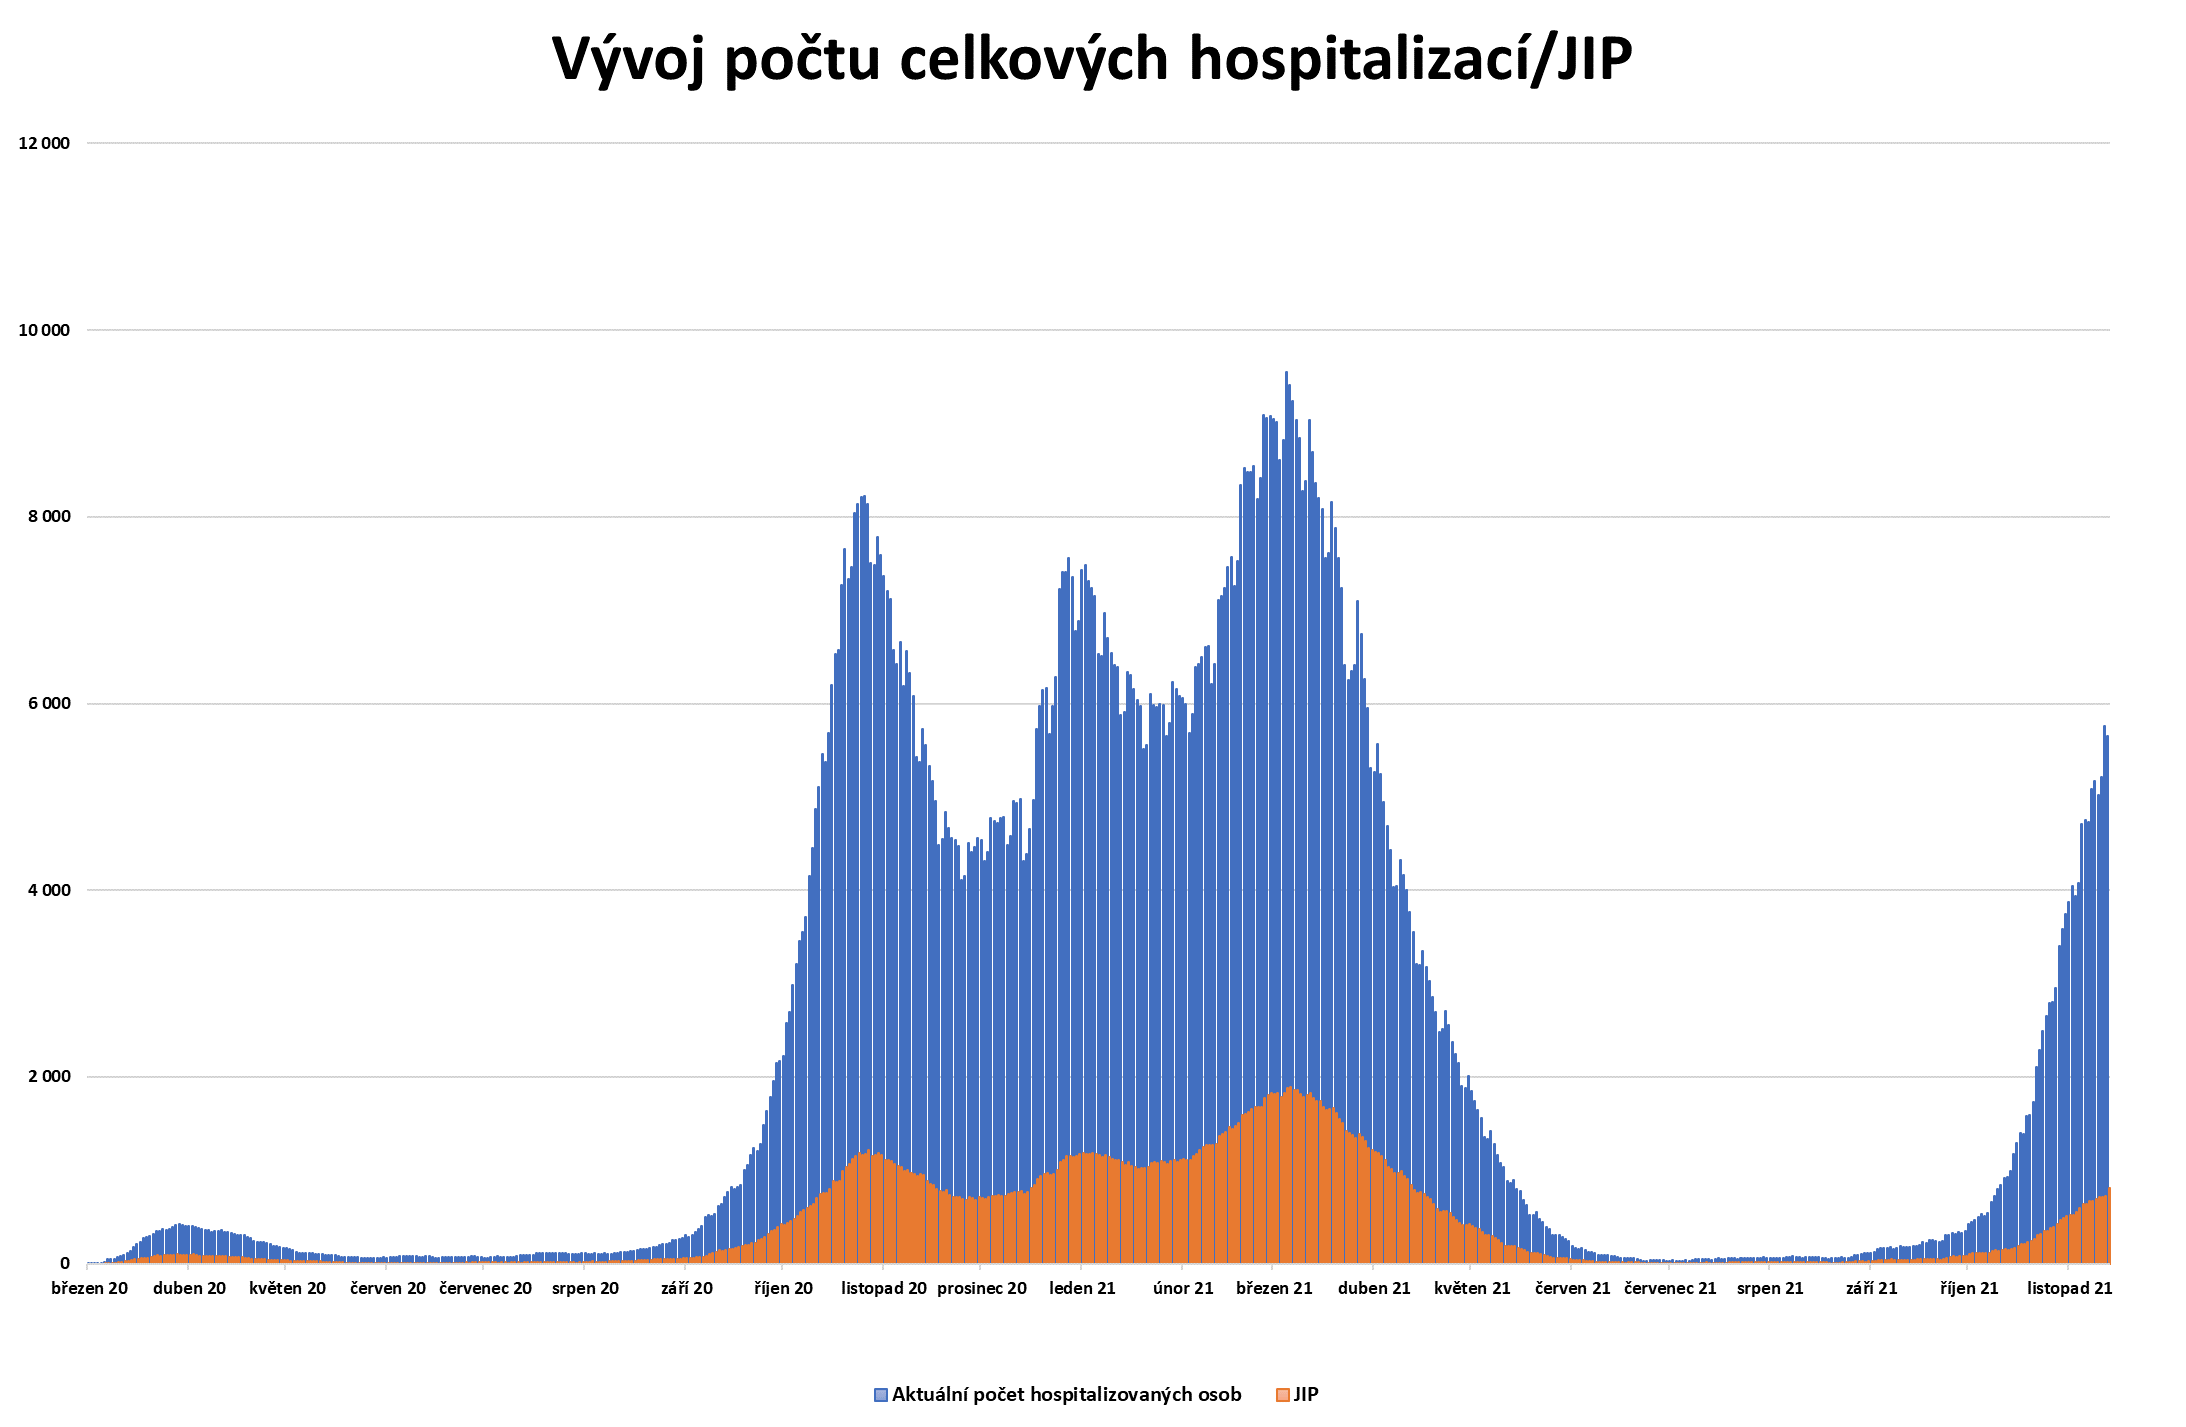 Vývoj počtu celkových hospitalizací/JIP
12 000
10 000
8 000
6 000
4 000
2 000
0
březen 20 duben 20 květen 20 červen 20 červenec 20 srpen 20 září 20 říjen 20 listopad 20 prosinec 20 leden 21 únor 21 březen 21 duben 21 květen 21 červen 21 červenec 21 srpen 21 září 21 říjen 21 listopad 21
Aktuální počet hospitalizovaných osob JIP